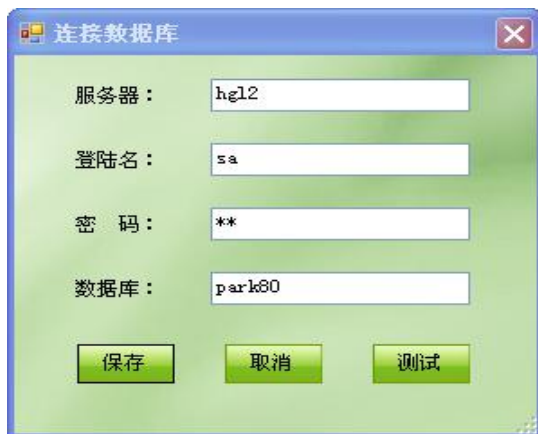 连接数据库
服务器： hgl2
登陆名： sa
密 码： **
数据库： park80
保存 取消 测试